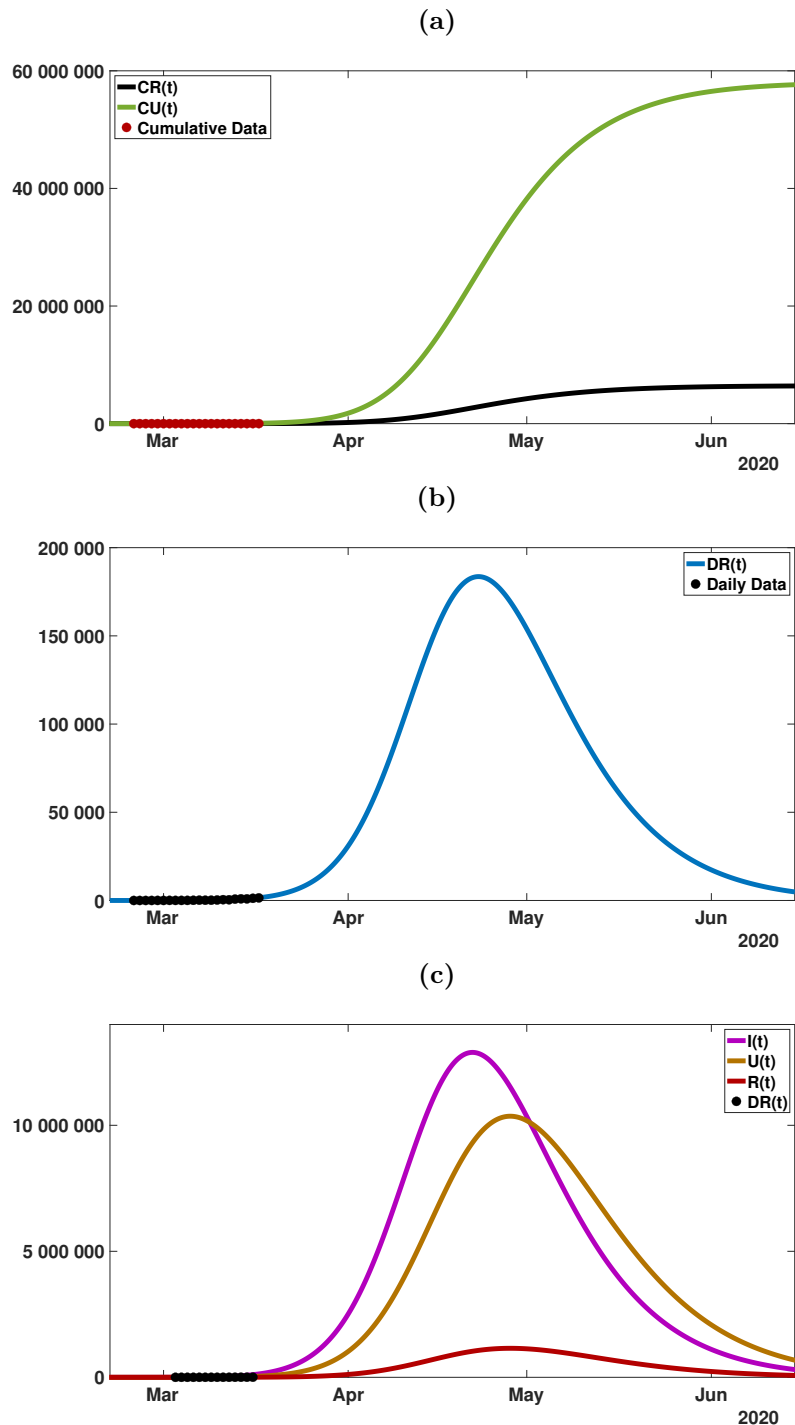 (a)
60 000 000
40 000 000
20 000 000
0
CR(t)
CU(t)
Cumulative Data
Mar Apr May Jun
2020
(b)
200 000
150 000
100 000
50 000
0
DR(t)
Daily Data
Mar Apr May Jun
2020
(c)
10 000 000
5 000 000
0
I(t)
U(t)
R(t)
DR(t)
Mar Apr May Jun
2020